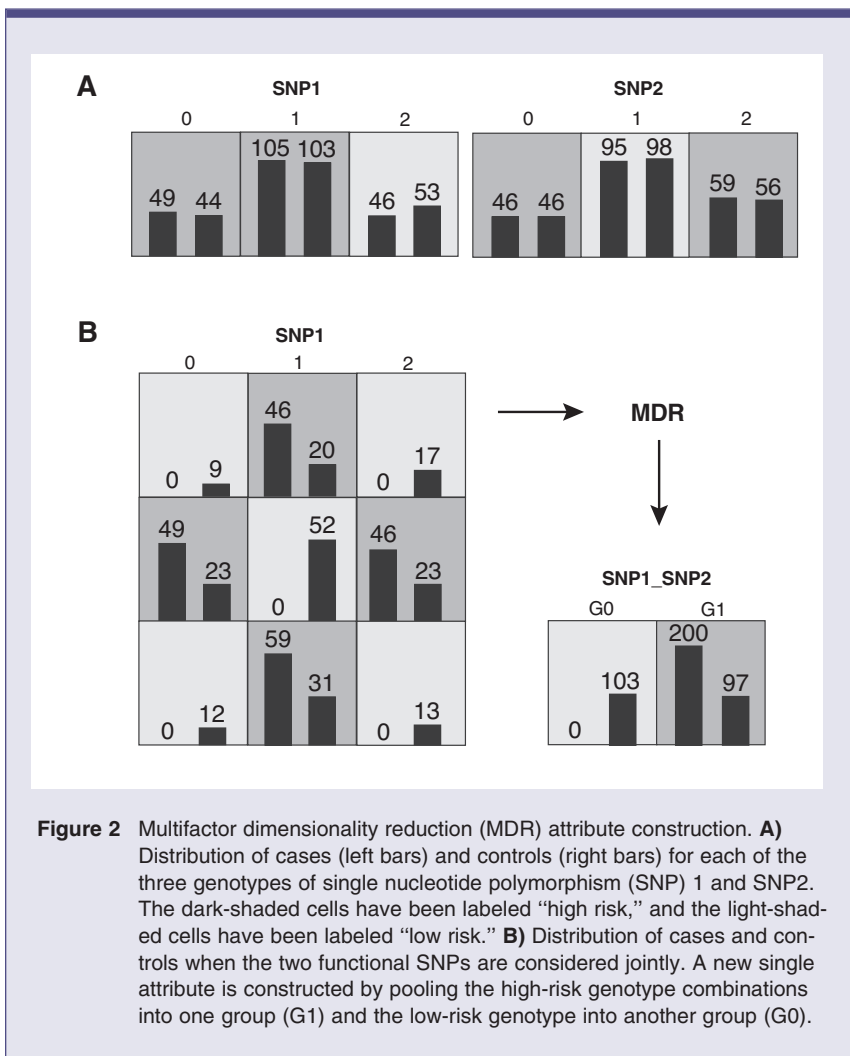 A
SNP1 SNP2
0 1 2 0 1 2
49 44 105 103 46 53 46 46 95 98 59 56
B
SNP1
0 1 2
0 9 46 20 0 17
MDR
49 23 0 52 46 23
SNP1_SNP2
G0 G1
0 12 59 31 0 13
0 103 200 97
Figure 2 Multifactor dimensionality reduction (MDR) attribute construction. A)
Distribution of cases (left bars) and controls (right bars) for each of the
three genotypes of single nucleotide polymorphism (SNP) 1 and SNP2.
The dark-shaded cells have been labeled “high risk,” and the light-shad-
ed cells have been labeled “low risk.” B) Distribution of cases and con-
trols when the two functional SNPs are considered jointly. A new single
attribute is constructed by pooling the high-risk genotype combinations
into one group (G1) and the low-risk genotype into another group (G0).